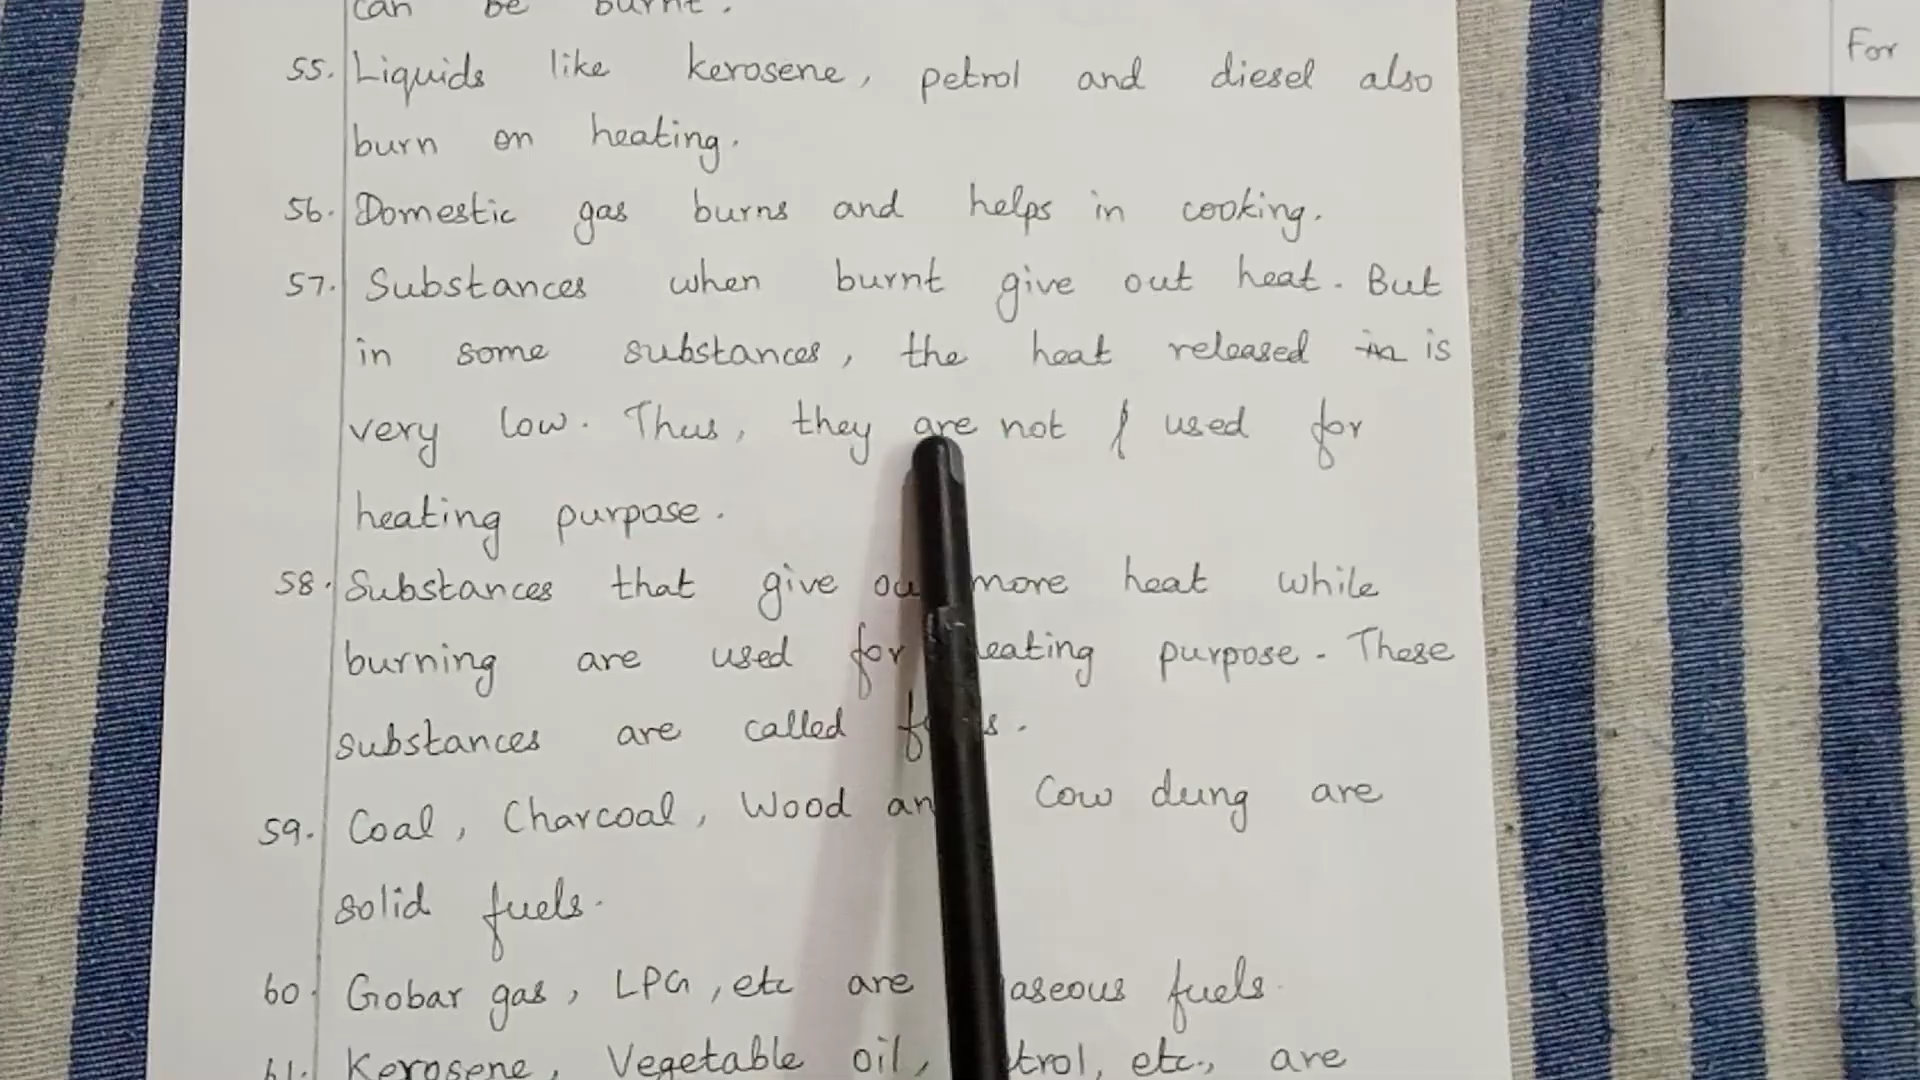 can be burnt.
55. Liquids like kerosene, petrol and diesel also
burn on heating.
56. Domestic gas burns and helps in cooking.
57. Substances when burnt give out heat. But
in some substances, the heat released is
very low. Thus, they are not used for
heating purpose.
58. Substances that give more heat while
burning are used for purpose. These
substances are called
59. Coal, Charcoal, Wood Cow dung are
solid fuels.
60. Gobar gas, LPG, etc are fuels.
61. Kerosene, Vegetable oil, etc., are
For